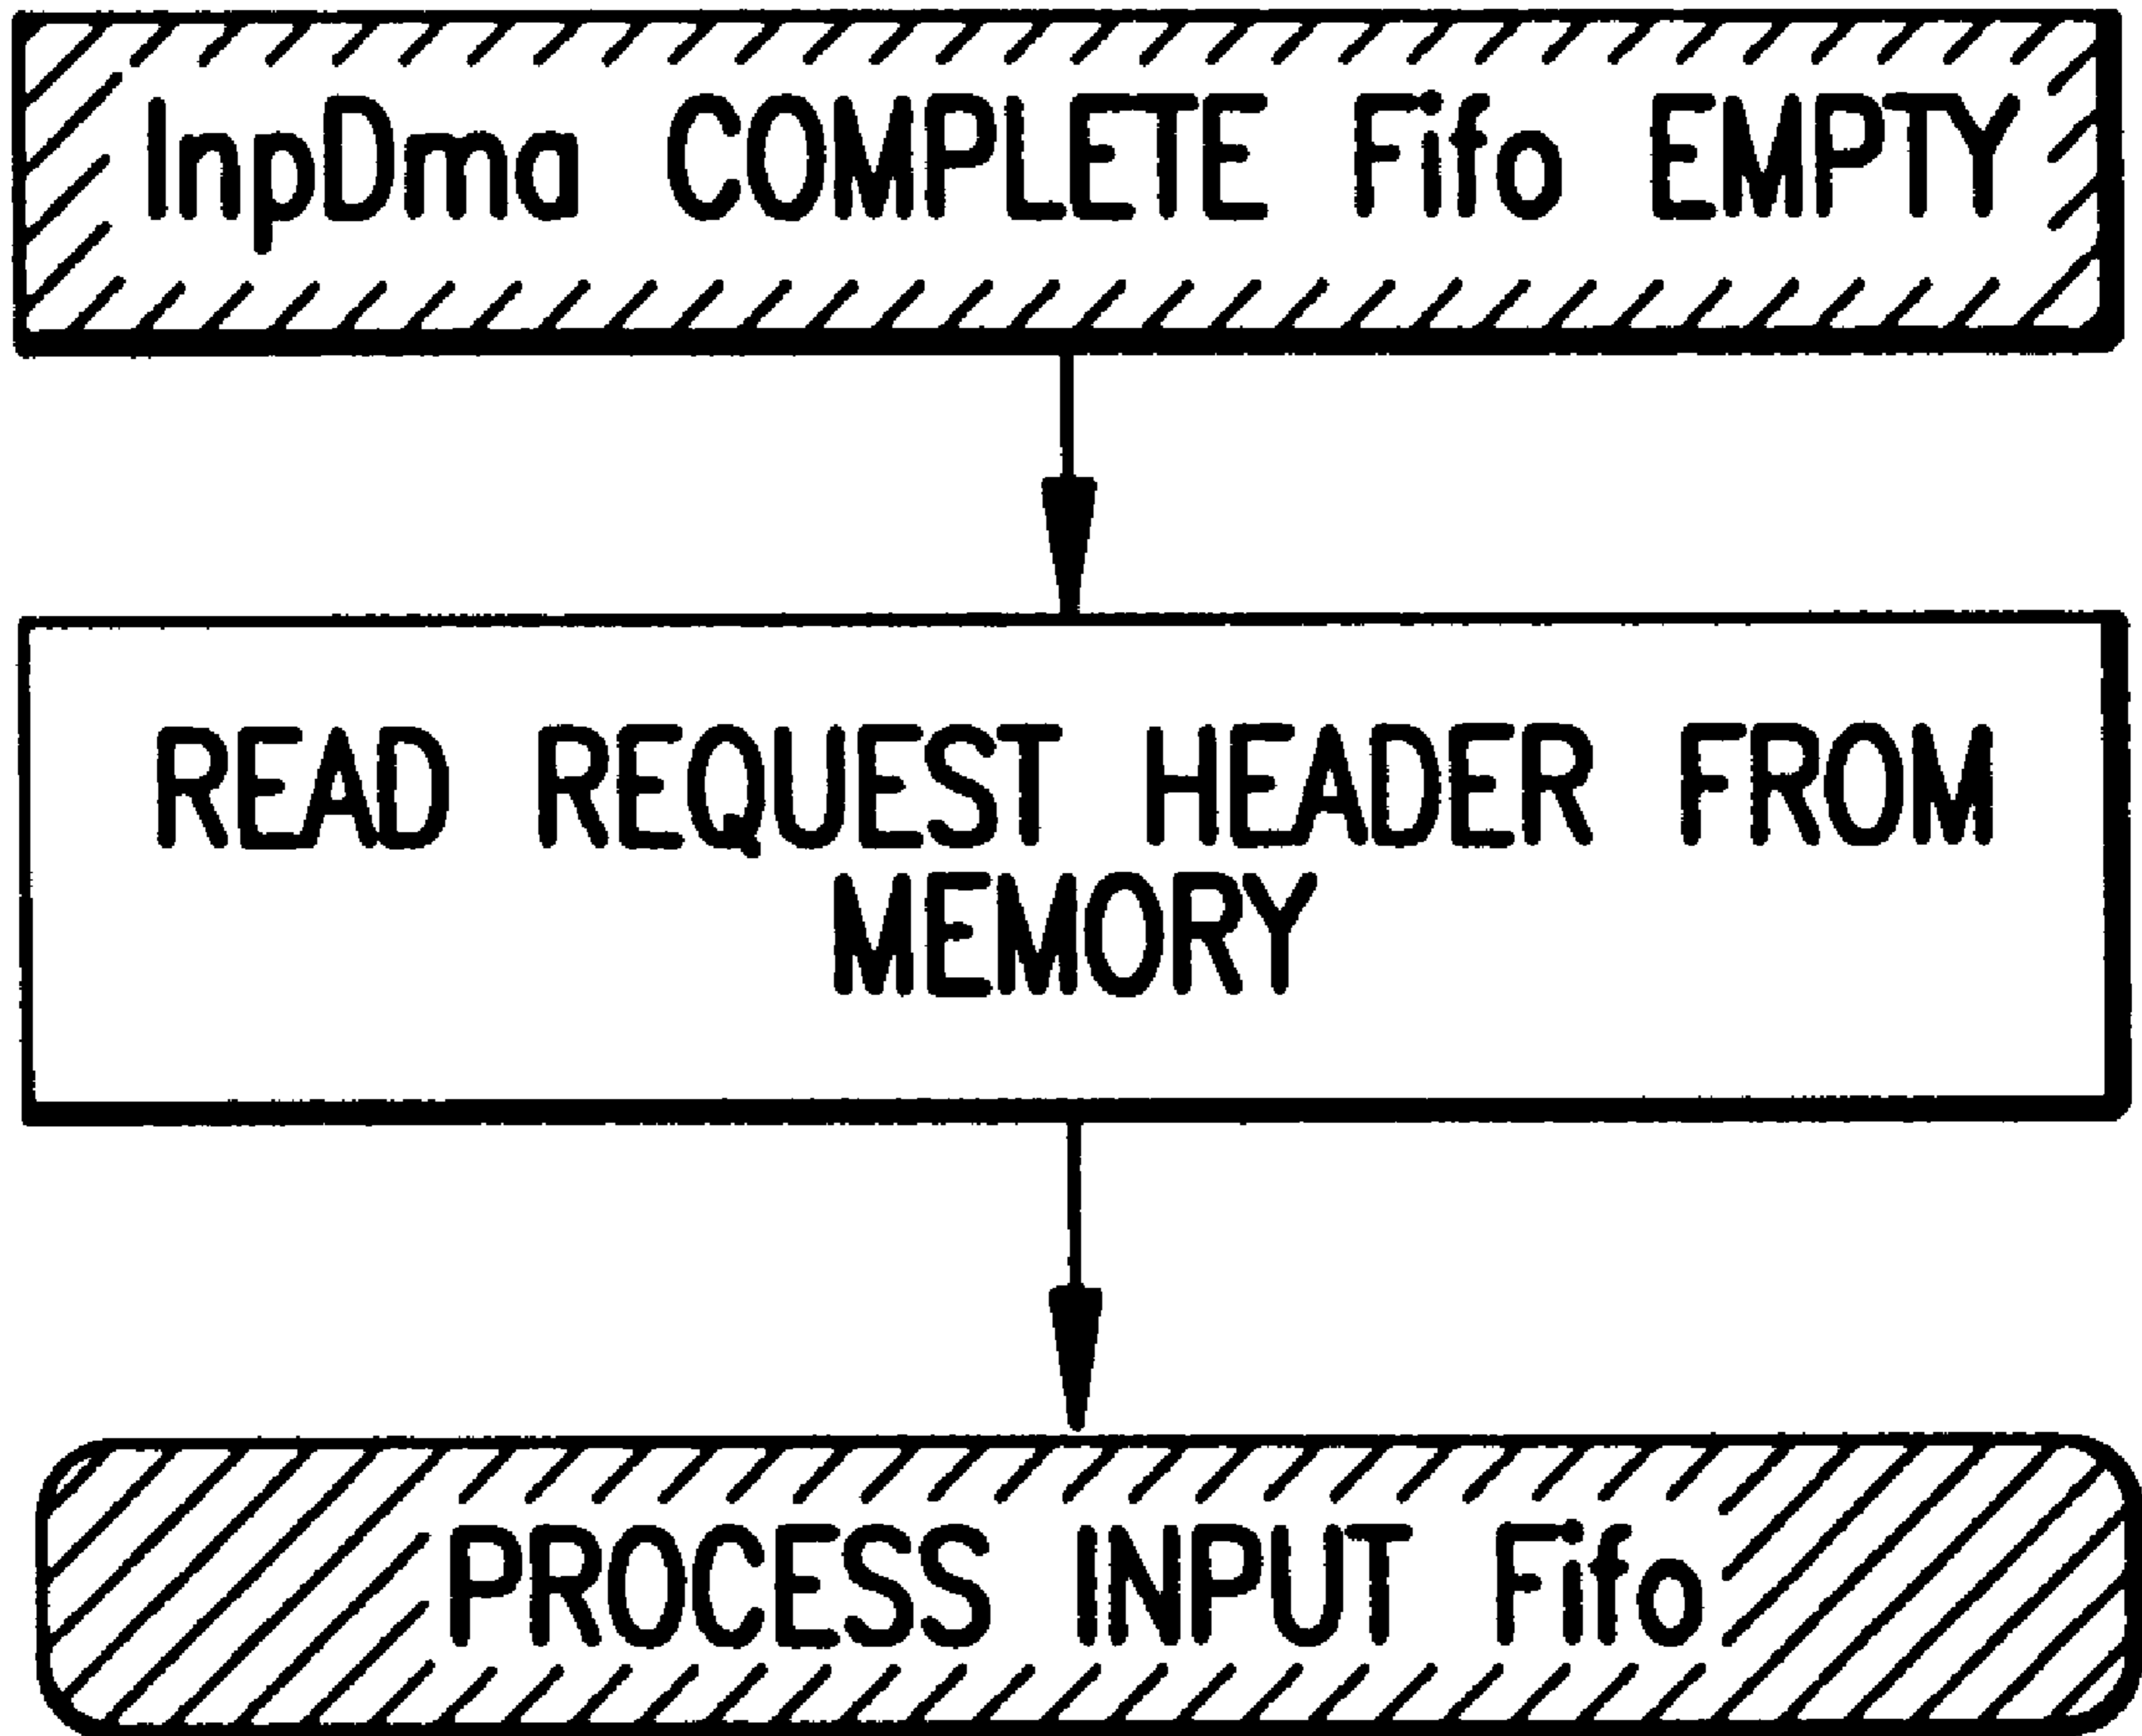 InpDma COMPLETE Fifo EMPTY
READ REQUEST HEADER FROM
MEMORY
PROCESS INPUT Fifo